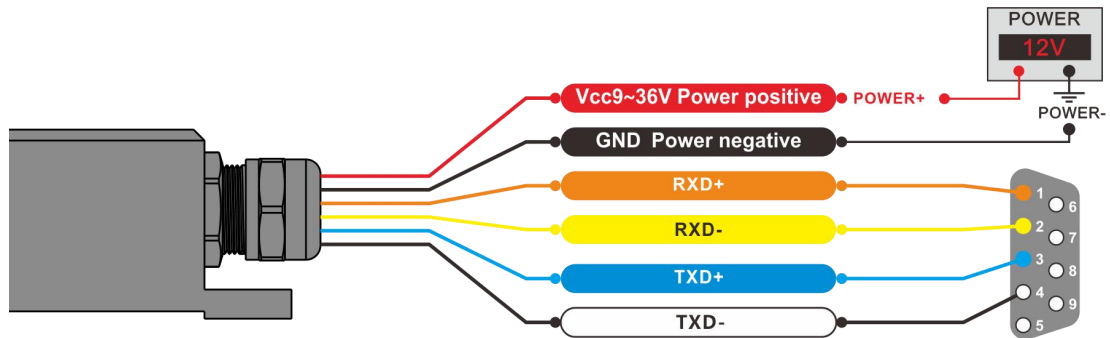 POWER
12V
Vcc9~36V Power positive
POWER+
POWER-
GND Power negative
RXD+
RXD-
TXD+
TXD-
1
6
2
7
3
8
4
9
5